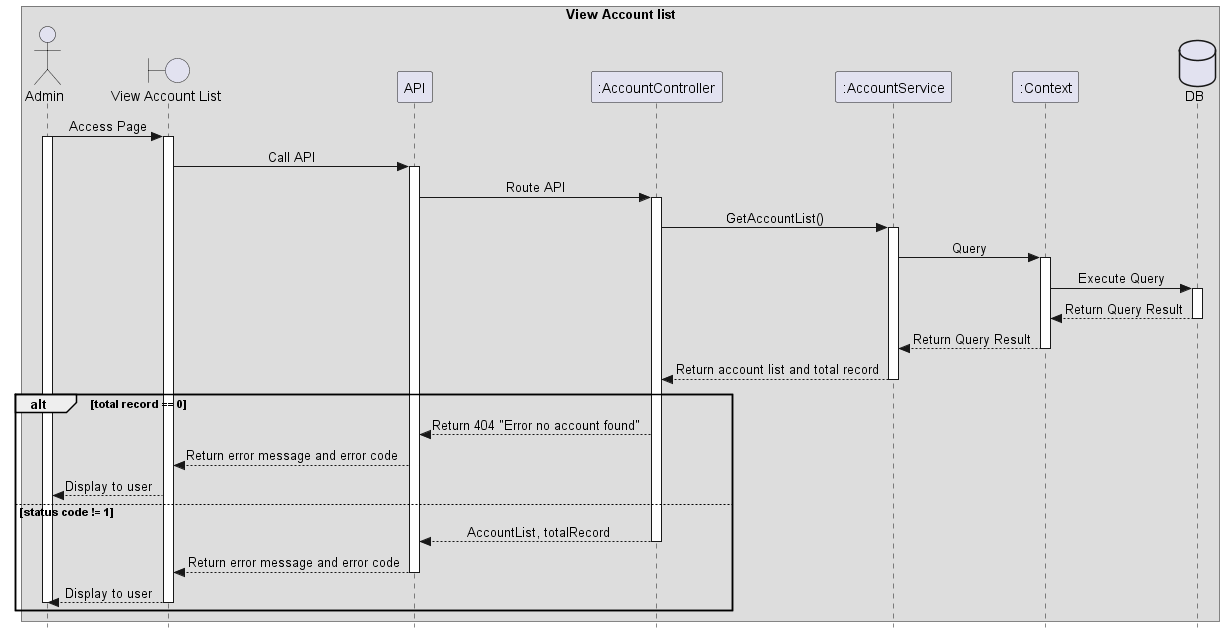 View Account list
Admin
View Account List
API
:AccountController
:AccountService
:Context
DB
Access Page
Call API
Route API
GetAccountList()
Query
Execute Query
Return Query Result
Return Query Result
Return account list and total record
alt
[total record == 0]
Return 404 "Error no account found"
Return error message and error code
Display to user
[status code != 1]
AccountList, totalRecord
Return error message and error code
Display to user